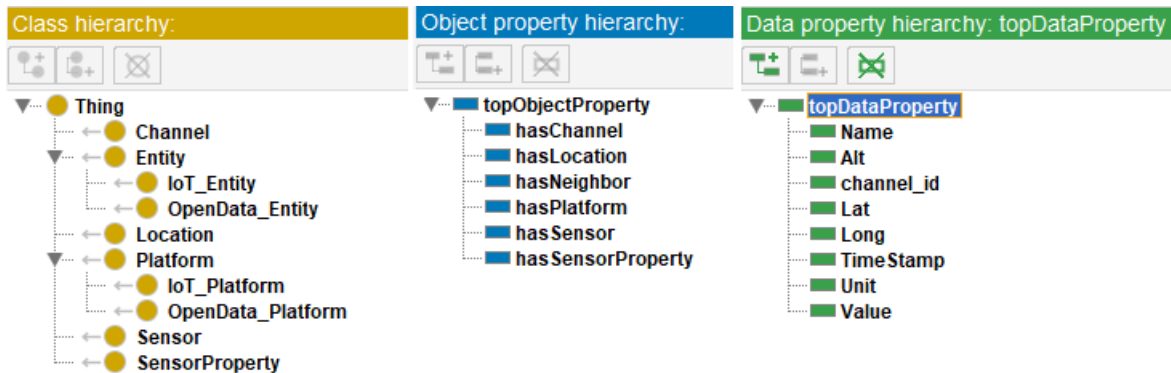 Class hierarchy:
Thing
Channel
Entity
IoT_Entity
OpenData_Entity
Location
Platform
IoT_Platform
OpenData_Platform
Sensor
SensorProperty
Object property hierarchy:
topObjectProperty
hasChannel
hasLocation
hasNeighbor
hasPlatform
hasSensor
hasSensorProperty
Data property hierarchy: topDataProperty
topDataProperty
Name
Alt
channel_id
Lat
Long
TimeStamp
Unit
Value